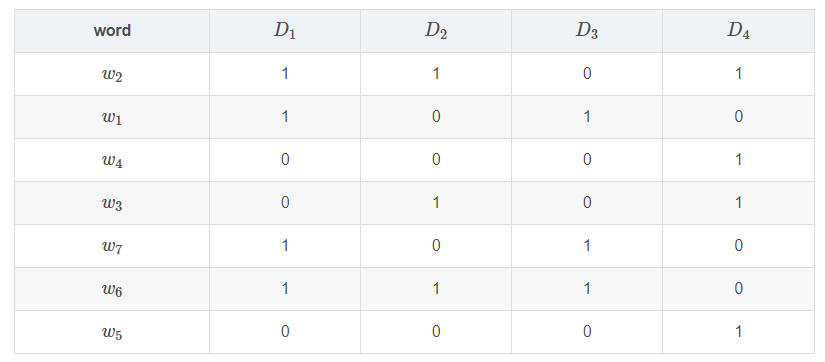 word D₁ D₂ D₃ D₄
w₂ 1 1 0 1
w₁ 1 0 1 0
w₄ 0 0 0 1
w₃ 0 1 0 1
w₇ 1 0 1 0
w₆ 1 1 1 0
w₅ 0 0 0 1